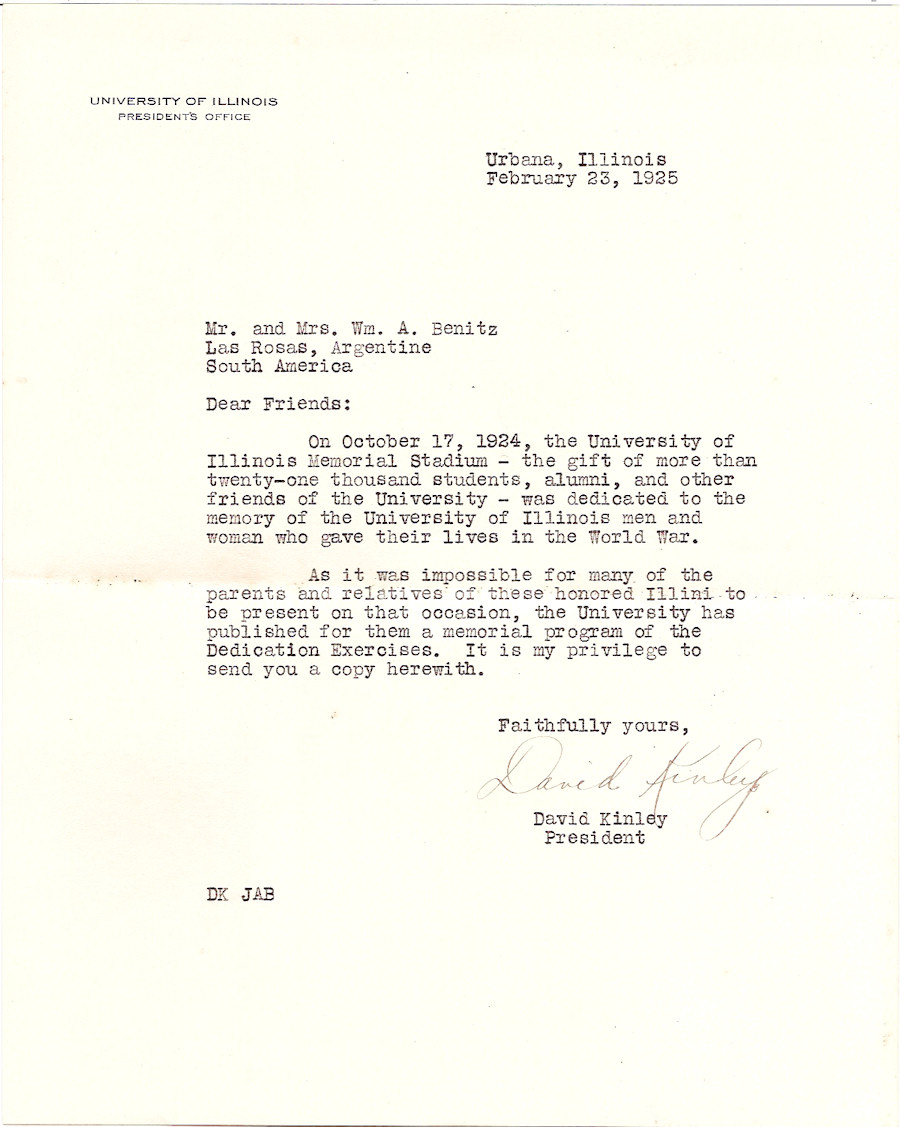 UNIVERSITY OF ILLINOIS
PRESIDENT'S OFFICE
Urbana, Illinois
February 23, 1925
Mr. and Mrs. Wm. A. Benitz
Las Rosas, Argentine
South America
Dear Friends:
On October 17, 1924, the University of
Illinois Memorial Stadium - the gift of more than
twenty-one thousand students, alumni, and other
friends of the University - was dedicated to the
memory of the University of Illinois men and
woman who gave their lives in the World War.
As it was impossible for many of the
parents and relatives of these honored Illini to
be present on that occasion, the University has
published for them a memorial program of the
Dedication Exercises. It is my privilege to
send you a copy herewith.
Faithfully yours,
David Kinley
David Kinley
President
DK JAB